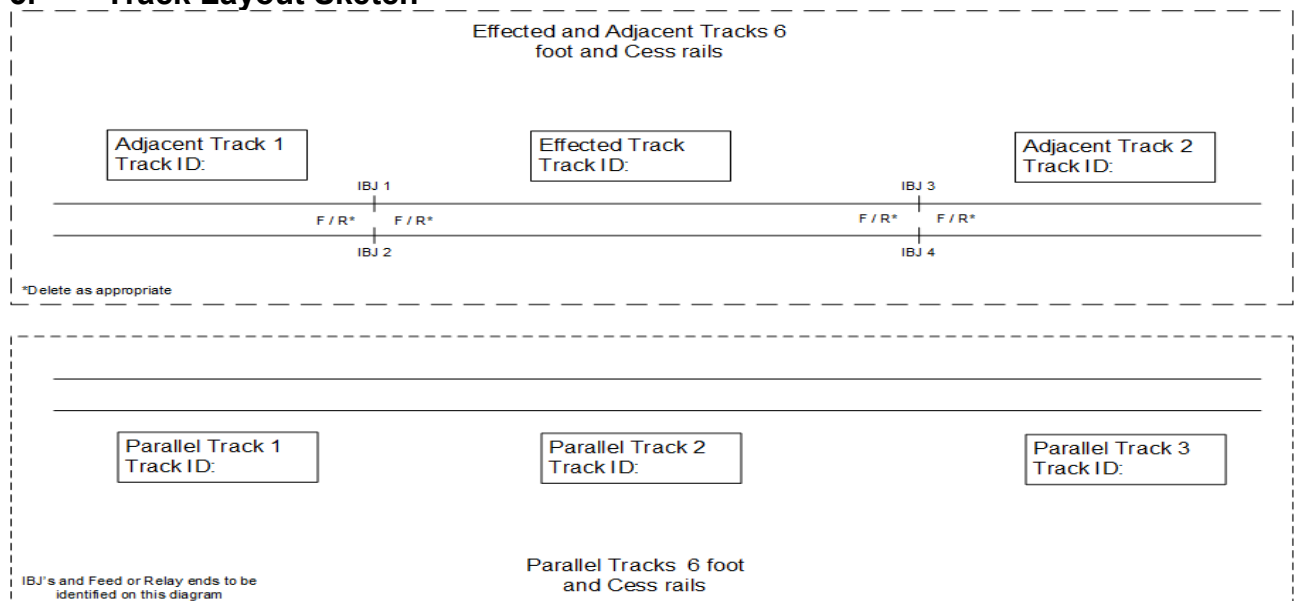 Track Layout Sketch
Effected and Adjacent Tracks 6
foot and Cess rails
Adjacent Track 1
Track ID:
Effected Track
Track ID:
Adjacent Track 2
Track ID:
IBJ 1
IBJ 3
F / R*
F / R*
F / R*
F / R*
IBJ 2
IBJ 4
*Delete as appropriate
Parallel Track 1
Track ID:
Parallel Track 2
Track ID:
Parallel Track 3
Track ID:
Parallel Tracks 6 foot
and Cess rails
IBJ's and Feed or Relay ends to be
identified on this diagram